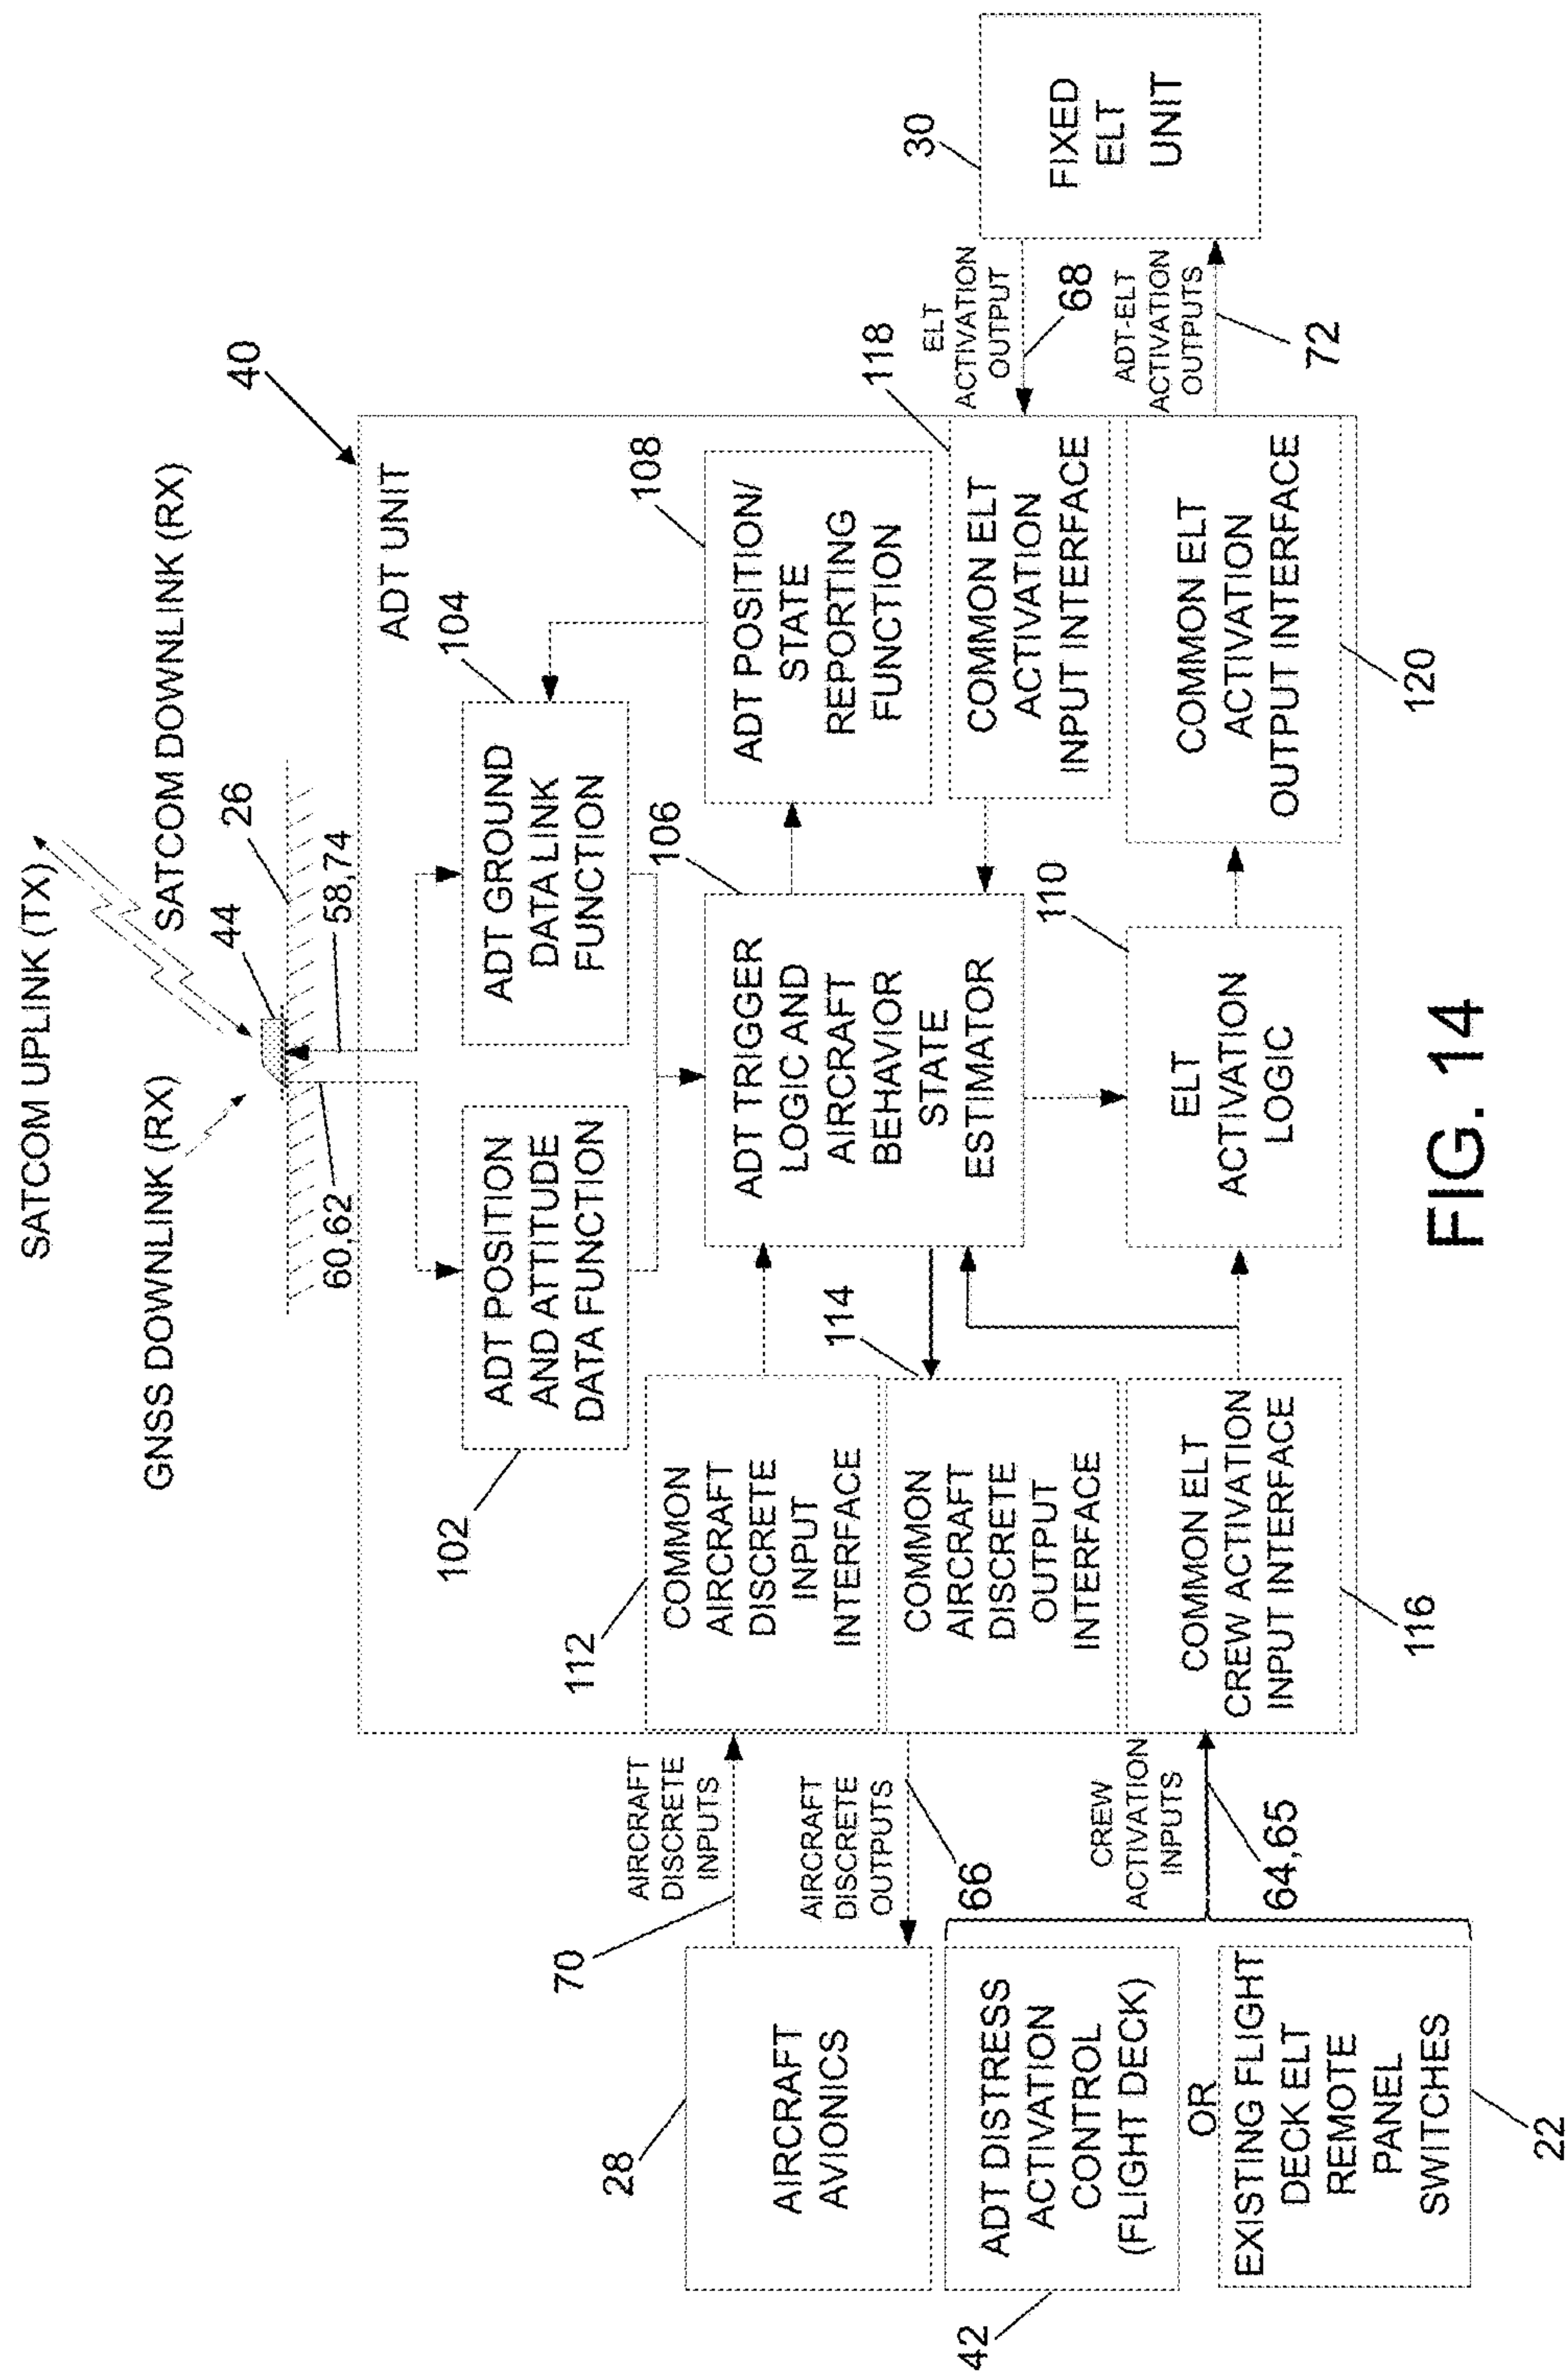 SATCOM UPLINK (TX)
SATCOM DOWNLINK (RX)
GNSS DOWNLINK (RX)
44
26
60,62
58,74
40
ADT UNIT
102
ADT POSITION
AND ATTITUDE
DATA FUNCTION
104
ADT GROUND
DATA LINK
FUNCTION
106
ADT TRIGGER
LOGIC AND
AIRCRAFT
BEHAVIOR
STATE
ESTIMATOR
108
ADT POSITION/
STATE
REPORTING
FUNCTION
112
COMMON
AIRCRAFT
DISCRETE
INPUT
INTERFACE
114
COMMON
AIRCRAFT
DISCRETE
OUTPUT
INTERFACE
COMMON ELT
CREW ACTIVATION
INPUT INTERFACE
116
110
ELT
ACTIVATION
LOGIC
118
COMMON ELT
ACTIVATION
INPUT INTERFACE
COMMON ELT
ACTIVATION
OUTPUT INTERFACE
120
28
AIRCRAFT
AVIONICS
70
AIRCRAFT
DISCRETE
INPUTS
AIRCRAFT
DISCRETE
OUTPUTS
66
CREW
ACTIVATION
INPUTS
64,65
ADT DISTRESS
ACTIVATION
CONTROL
(FLIGHT DECK)
42
OR
EXISTING FLIGHT
DECK ELT
REMOTE
PANEL
SWITCHES
22
ELT
ACTIVATION
OUTPUT
68
ADT-ELT
ACTIVATION
OUTPUTS
72
30
FIXED
ELT
UNIT
FIG. 14